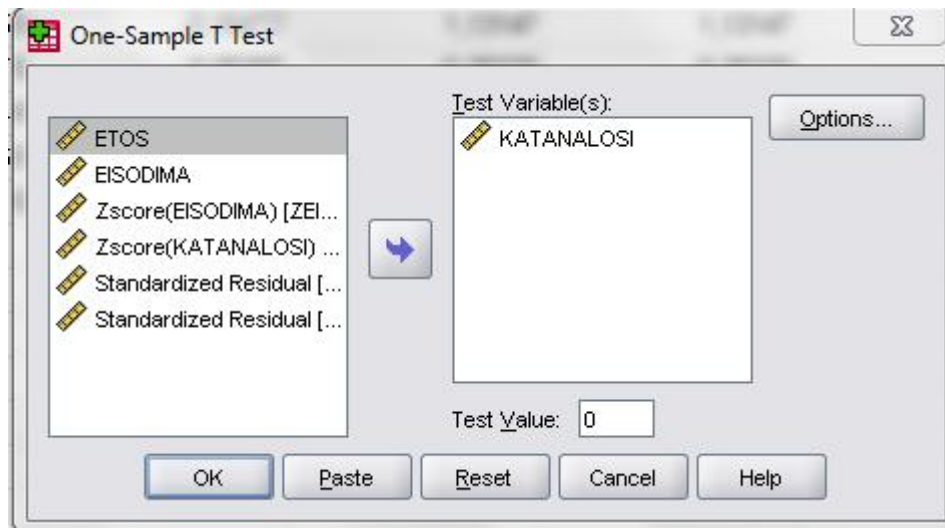 One-Sample T Test
ETOS
EISODIMA
Zscore(EISODIMA) [ZEI...
Zscore(KATANALOSI) ...
Standardized Residual [...
Standardized Residual [...
Test Variable(s):
KATANALOSI
Options...
Test Value: 0
OK Paste Reset Cancel Help